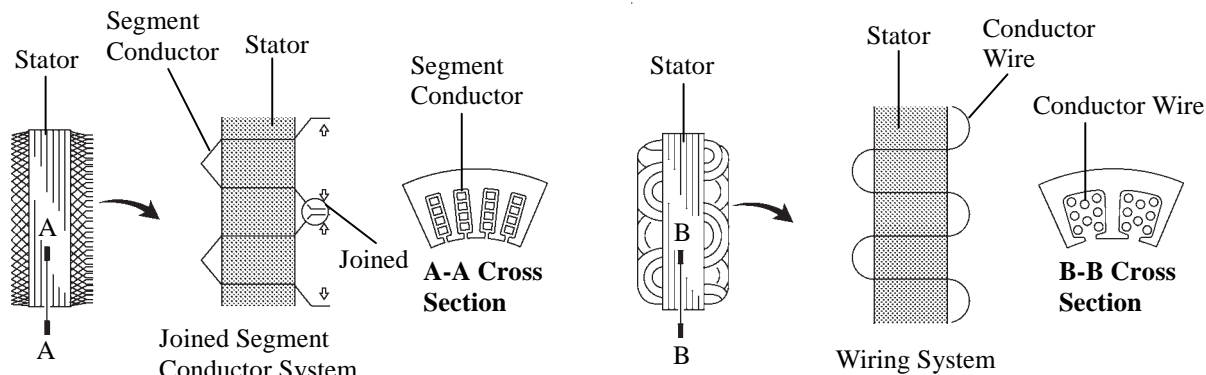 Segment
Conductor
Stator
Stator
Segment
Conductor
A
A
Joined
A-A Cross
Section
Joined Segment
Conductor System
Stator
Stator
Conductor
Wire
Conductor Wire
B
B
B-B Cross
Section
Wiring System